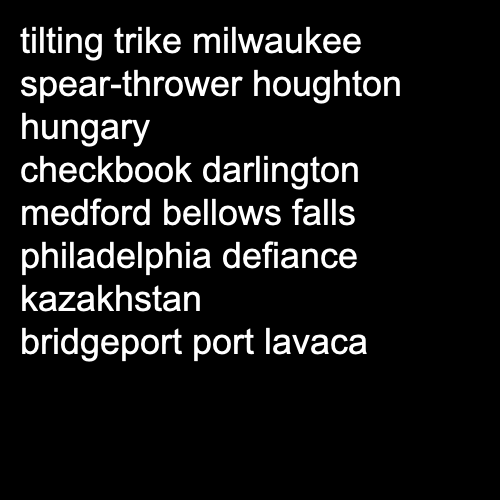 tilting trike milwaukee
spear-thrower houghton
hungary
checkbook darlington
medford bellows falls
philadelphia defiance
kazakhstan
bridgeport port lavaca